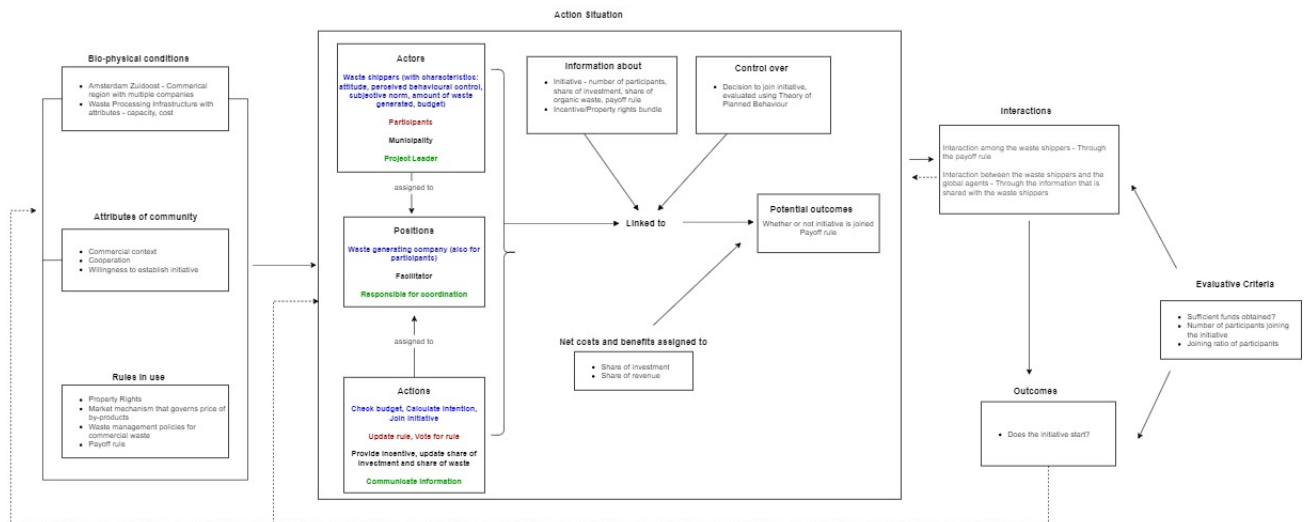 Action Situation
Bio-physical conditions
• Amsterdam Zuidoost - Commerical
region with multiple companies
• Waste Processing Infrastructure with
attributes - capacity, cost
Attributes of community
• Commercial context
• Cooperation
• Willingness to establish initiative
Rules in use
• Property Rights
• Market mechanism that governs price of
by-products
• Waste management policies for
commercial waste
• Payoff rule
Actors
Waste shippers (with characteristics:
attitude, perceived behavioural control,
subjective norm, amount of waste
generated, budget)
Participants
Municipality
Project Leader
assigned to
Positions
Waste generating company (also for
participants)
Facilitator
Responsible for coordination
assigned to
Actions
Check budget, Calculate intention,
Join initiative
Update rule, Vote for rule
Provide incentive, update share of
investment and share of waste
Communicate information
Information about
• Initiative - number of participants,
share of investment, share of
organic waste, payoff rule
• Incentive/Property rights bundle
Control over
• Decision to join initiative,
evaluated using Theory of
Planned Behaviour
Linked to
Potential outcomes
Whether or not initiative is joined
Payoff rule
Net costs and benefits assigned to
• Share of investment
• Share of revenue
Interactions
Interaction among the waste shippers - Through
the payoff rule
Interaction between the waste shippers and the
global agents - Through the information that is
shared with the waste shippers
Evaluative Criteria
• Sufficient funds obtained?
• Number of participants joining
the initiative
• Joining ratio of participants
Outcomes
• Does the initiative start?